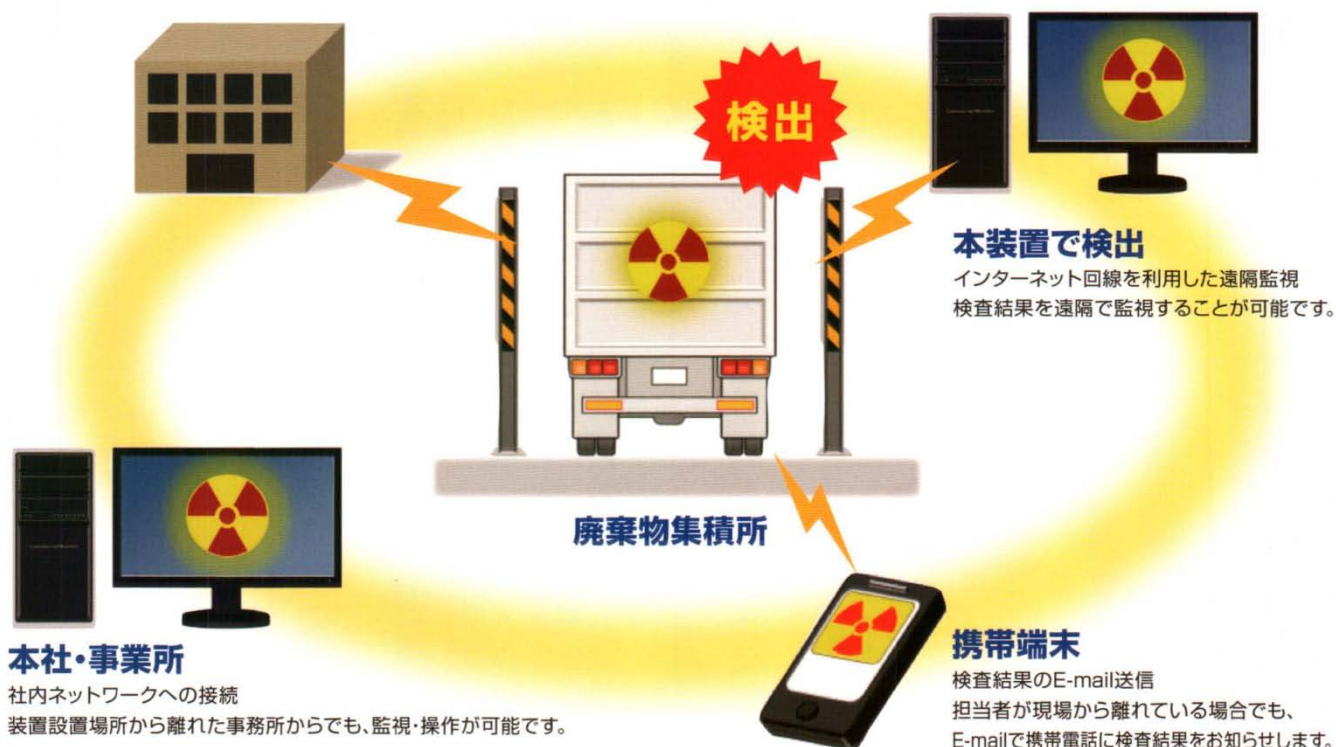 検出
本装置で検出
インターネット回線を利用した遠隔監視
検査結果を遠隔で監視することが可能です。
廃棄物集積所
本社・事業所
社内ネットワークへの接続
装置設置場所から離れた事務所からでも、監視・操作が可能です。
携帯端末
検査結果のE-mail送信
担当者が現場から離れている場合でも、
E-mailで携帯電話に検査結果をお知らせします。